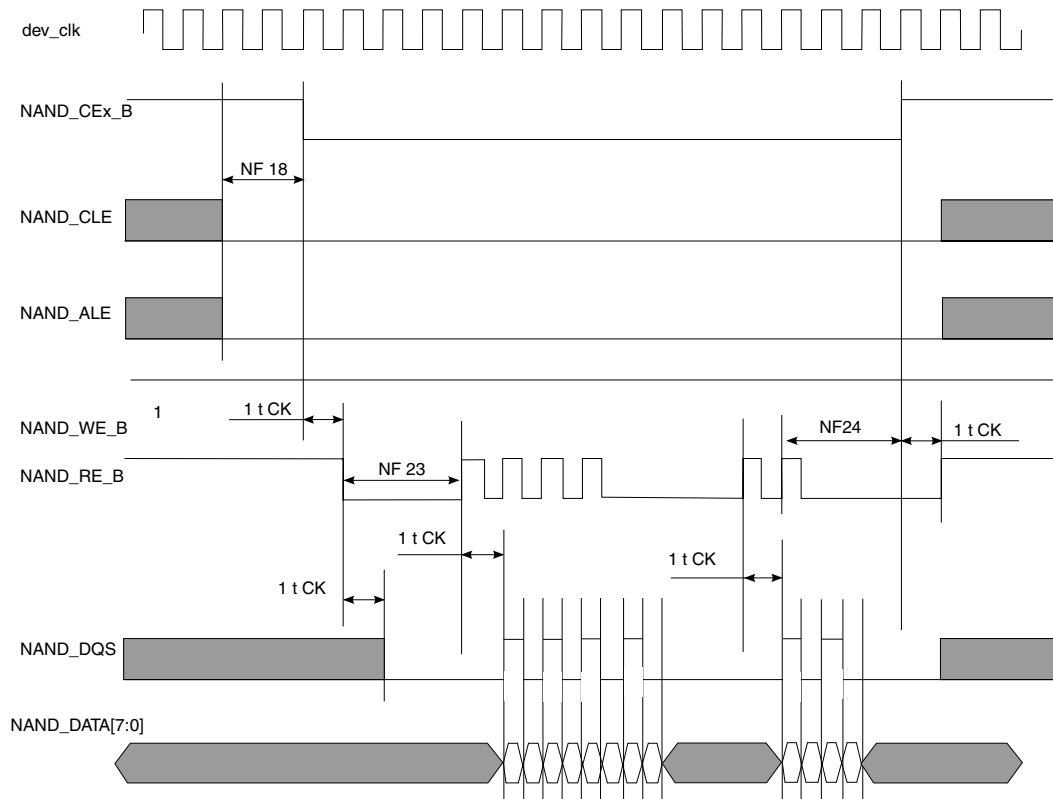 dev_clk
NAND_CEx_B
NF 18
NAND_CLE
NAND_ALE
1
1 t CK
NAND_WE_B
NF24
1 t CK
NF 23
NAND_RE_B
1 t CK
1 t CK
1 t CK
NAND_DQS
NAND_DATA[7:0]